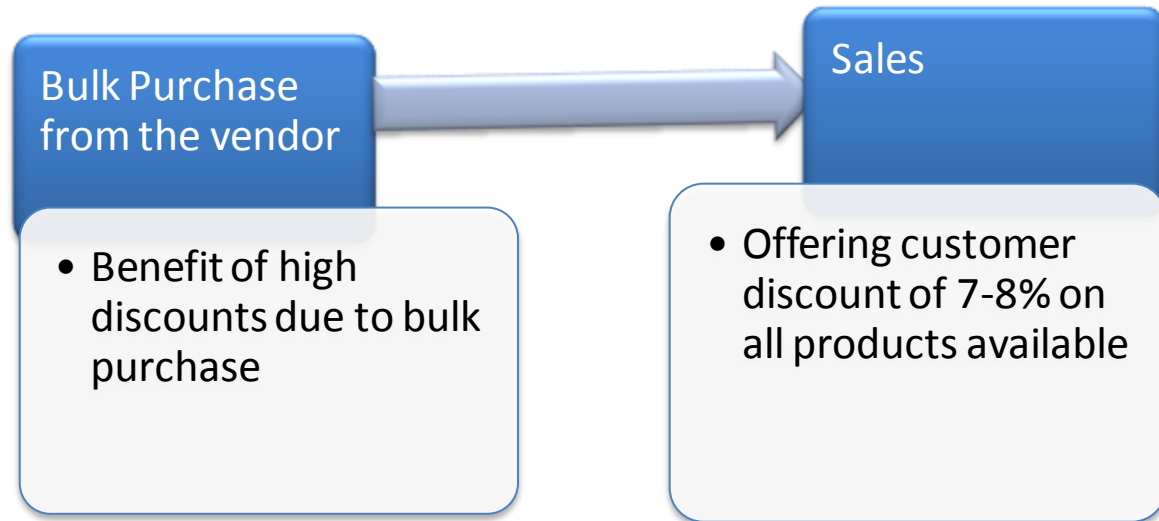 Bulk Purchase
from the vendor
• Benefit of high
discounts due to bulk
purchase
Sales
• Offering customer
discount of 7-8% on
all products available